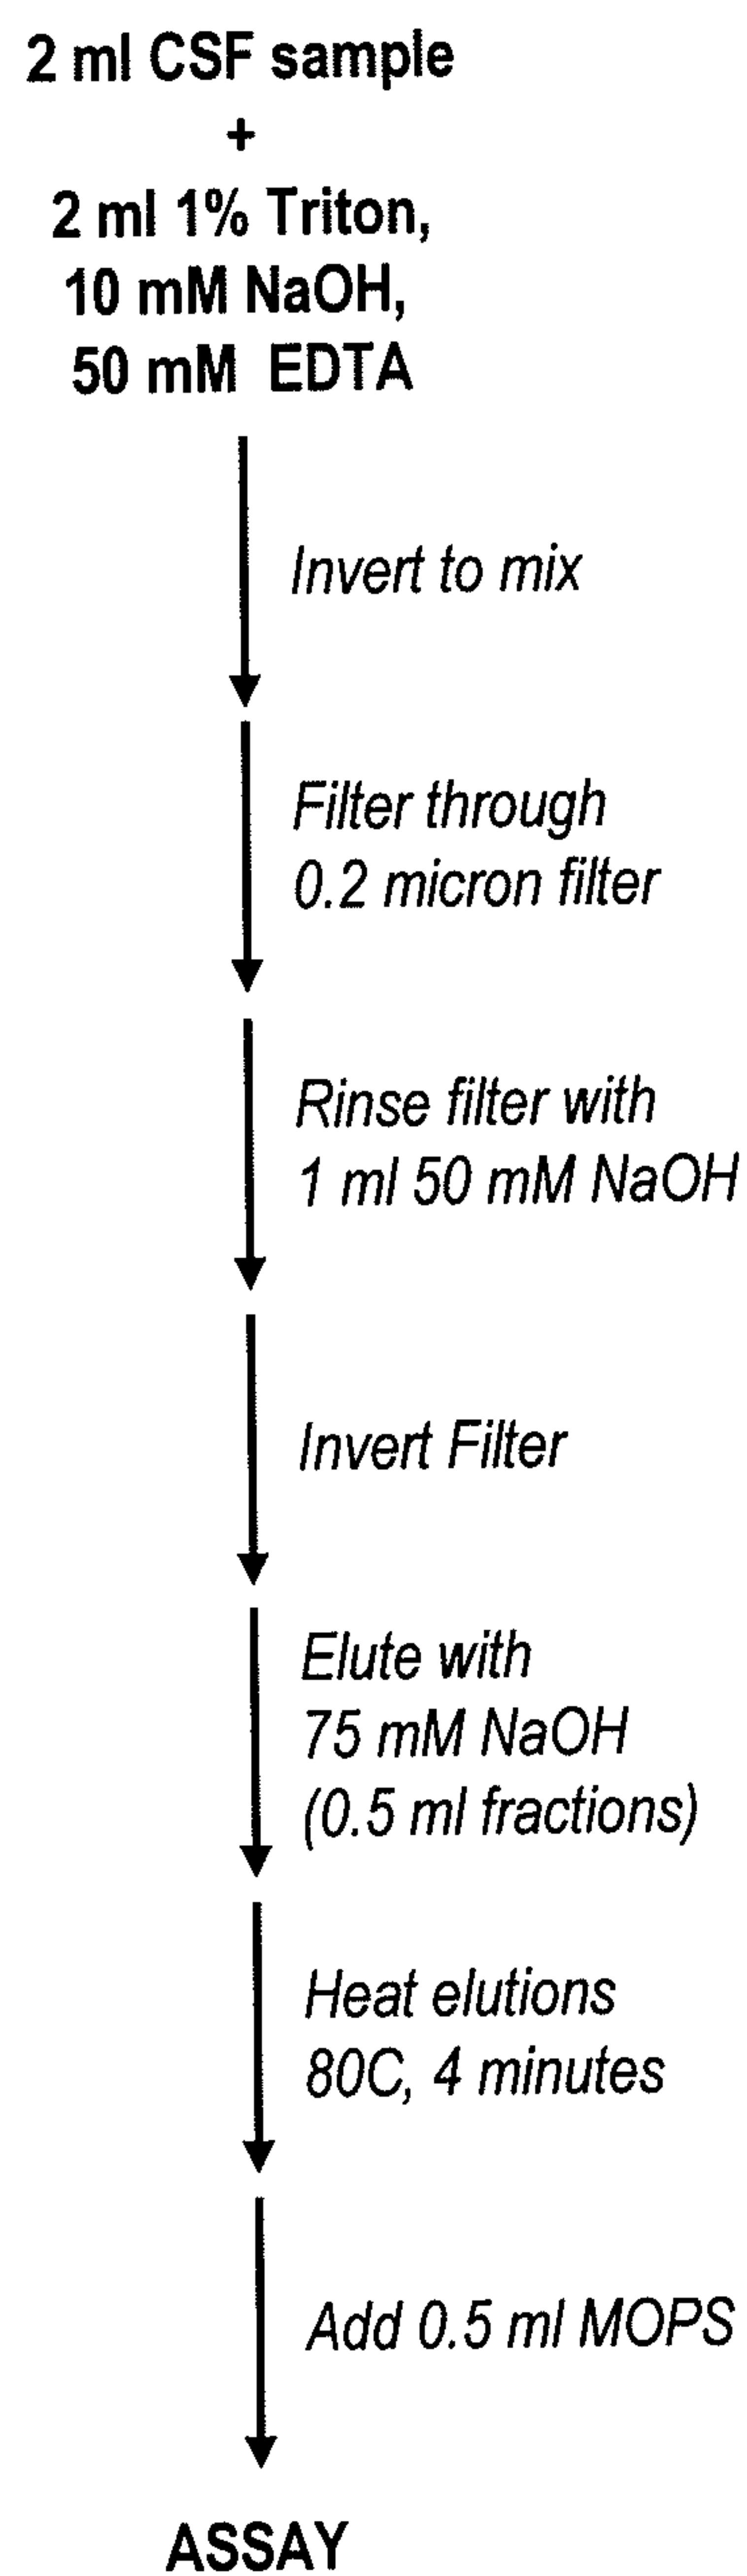 2 ml CSF sample
+
2 ml 1% Triton,
10 mM NaOH,
50 mM EDTA
Invert to mix
Filter through
0.2 micron filter
Rinse filter with
1 ml 50 mM NaOH
Invert Filter
Elute with
75 mM NaOH
(0.5 ml fractions)
Heat elutions
80C, 4 minutes
Add 0.5 ml MOPS
ASSAY